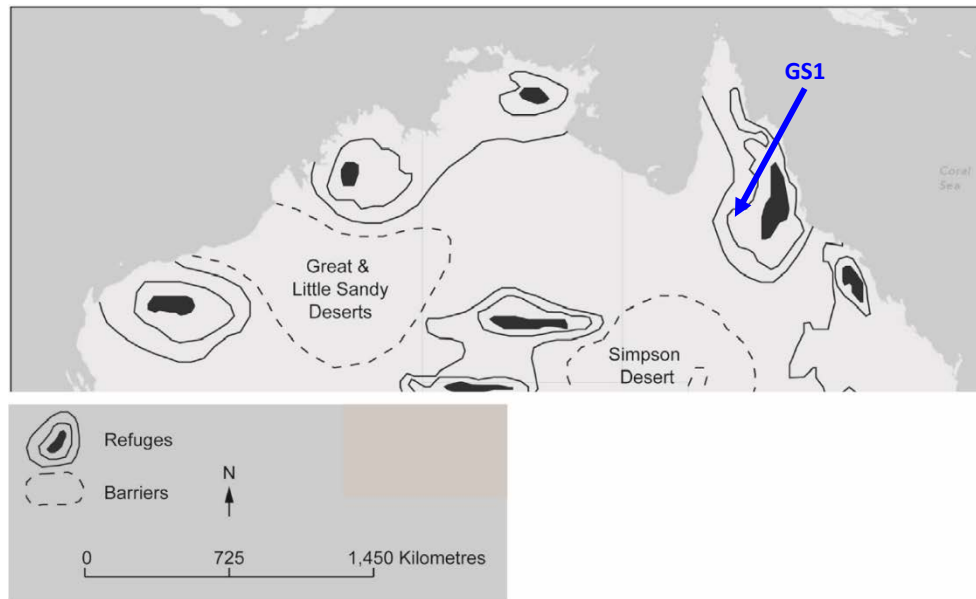 GS1
Coral
Sea
Great &
Little Sandy
Deserts
Simpson
Desert
Refuges
Barriers
N
0 725 1,450 Kilometres